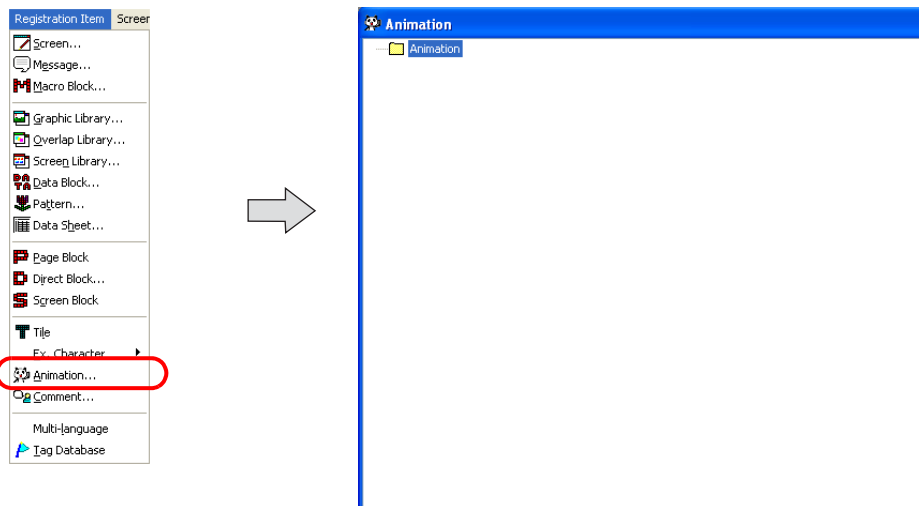 Registration Item Screen
Screen...
Message...
Macro Block...
Graphic Library...
Overlap Library...
Screen Library...
Data Block...
Pattern...
Data Sheet...
Page Block
Direct Block...
Screen Block
Tile
Ex. Character
Animation...
Comment...
Multi-language
Tag Database
Animation
Animation